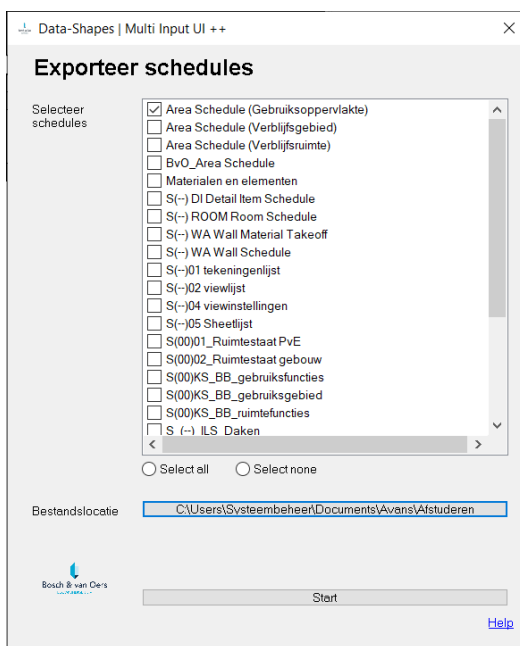 Data-Shapes | Multi Input UI ++
Exporteer schedules
Selecteer
schedules
Area Schedule (Gebruiksoppervlakte)
Area Schedule (Verblijfsgebied)
Area Schedule (Verblijfsruimte)
BvO_Area Schedule
Materialen en elementen
S(--) DI Detail Item Schedule
S(--) ROOM Room Schedule
S(--) WA Wall Material Takeoff
S(--) WA Wall Schedule
S(--)01 tekeningenlijst
S(--)02 viewlijst
S(--)04 viewinstellingen
S(--)05 Sheetlijst
S(00)01_Ruimtestaat PvE
S(00)02_Ruimtestaat gebouw
S(00)KS_BB_gebruiksfuncties
S(00)KS_BB_gebruiksgebied
S(00)KS_BB_ruimtefuncties
S_(--)_ILS_Daken
Select all Select none
Bestandslocatie C:\Users\Systeembeheer\Documents\Avans\Afstuderen
Bosch & van Oers
Start
Help